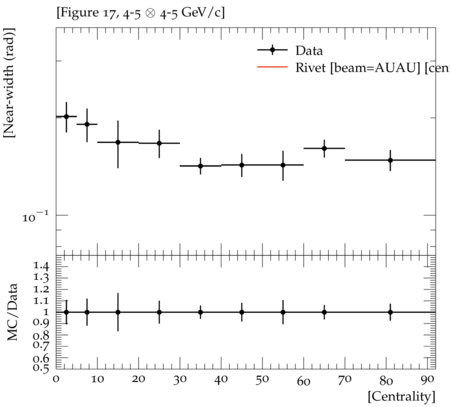 [Figure 17, 4-5 ⊗ 4-5 GeV/c]
[Near-width (rad)]
Data
Rivet [beam=AUAU] [cen
10⁻¹
MC/Data
1.4
1.3
1.2
1.1
1
0.9
0.8
0.7
0.6
0.5
0 10 20 30 40 50 60 70 80 90
[Centrality]